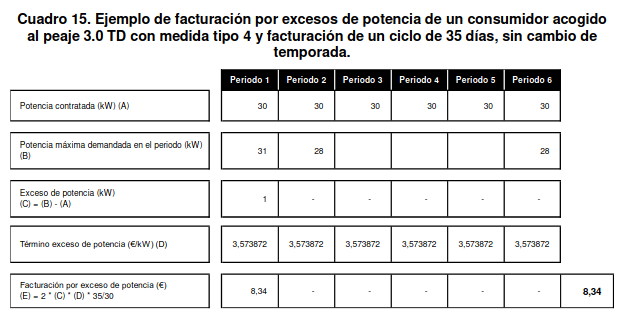 Cuadro 15. Ejemplo de facturación por excesos de potencia de un consumidor acogido
al peaje 3.0 TD con medida tipo 4 y facturación de un ciclo de 35 días, sin cambio de
temporada.
Periodo 1 Periodo 2 Periodo 3 Periodo 4 Periodo 5 Periodo 6
Potencia contratada (kW) (A) 30 30 30 30 30 30
Potencia máxima demandada en el periodo (kW)
(B) 31 28 28
Exceso de potencia (kW)
(C) = (B) - (A) 1 - - - - -
Término exceso de potencia (€/kW) (D) 3,573872 3,573872 3,573872 3,573872 3,573872 3,573872
Facturación por exceso de potencia (€)
(E) = 2 * (C) * (D) * 35/30 8,34 - - - - - 8,34